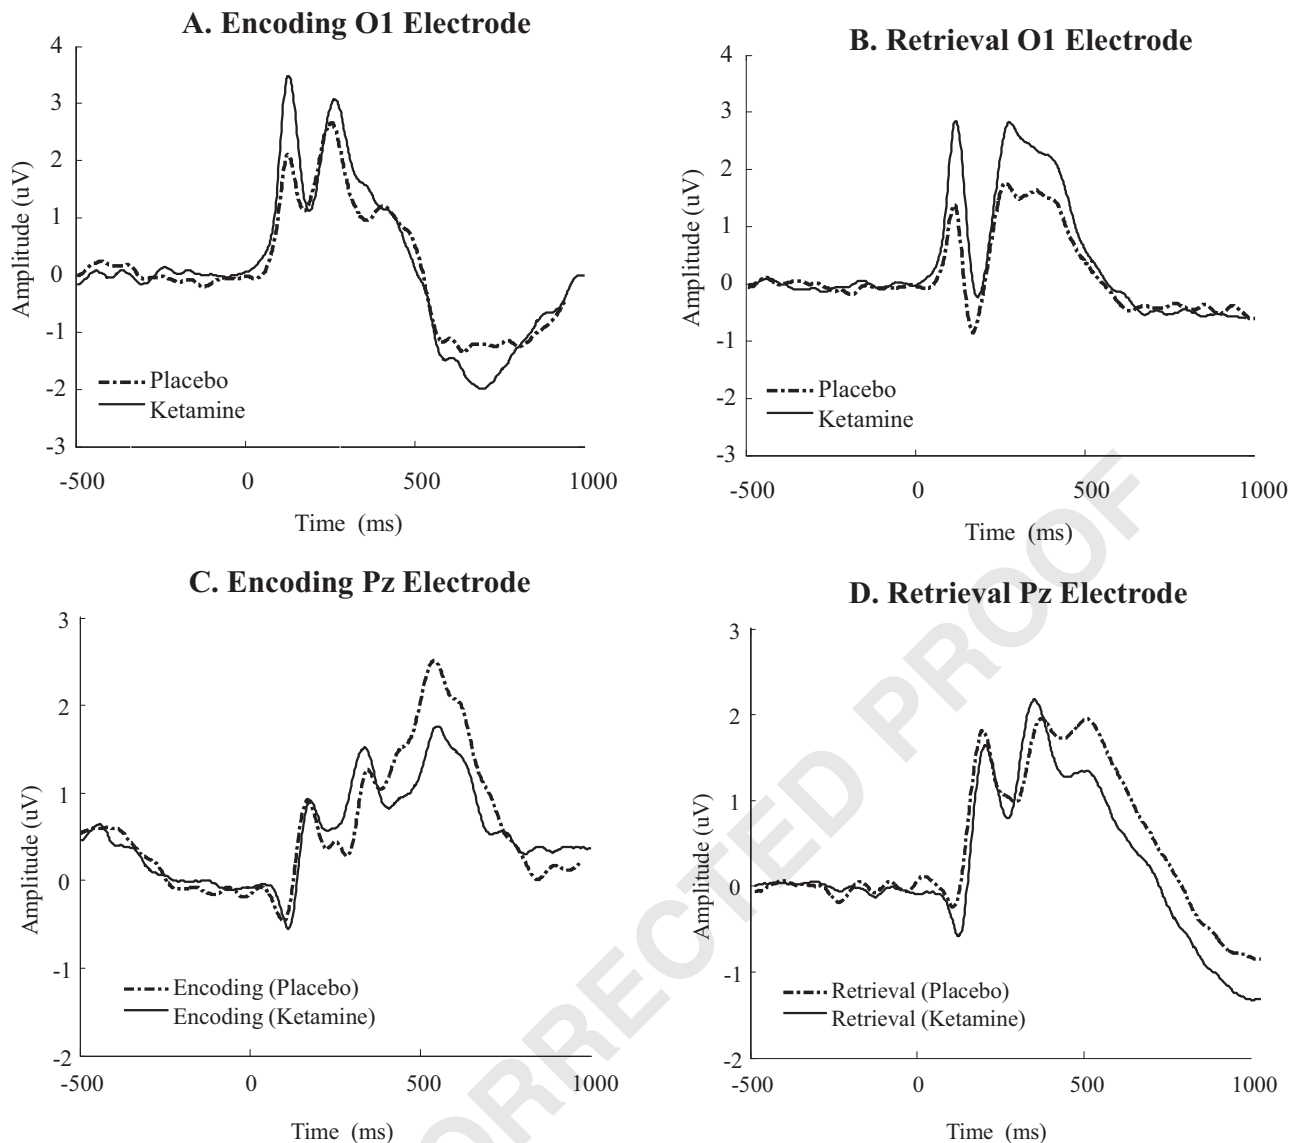 A. Encoding O1 Electrode
4
3
2
1
0
-1
-2
-3
Amplitude (uV)
Placebo
Ketamine
-500
0
500
1000
Time (ms)
B. Retrieval O1 Electrode
4
3
2
1
0
-1
-2
-3
Amplitude (uV)
Placebo
Ketamine
-500
0
500
1000
Time (ms)
C. Encoding Pz Electrode
3
2
1
0
-1
-2
Amplitude (uV)
Encoding (Placebo)
Encoding (Ketamine)
-500
0
500
1000
Time (ms)
D. Retrieval Pz Electrode
3
2
1
0
-1
-2
Amplitude (uV)
Retrieval (Placebo)
Retrieval (Ketamine)
-500
0
500
1000
Time (ms)
ORRECTED PROOF